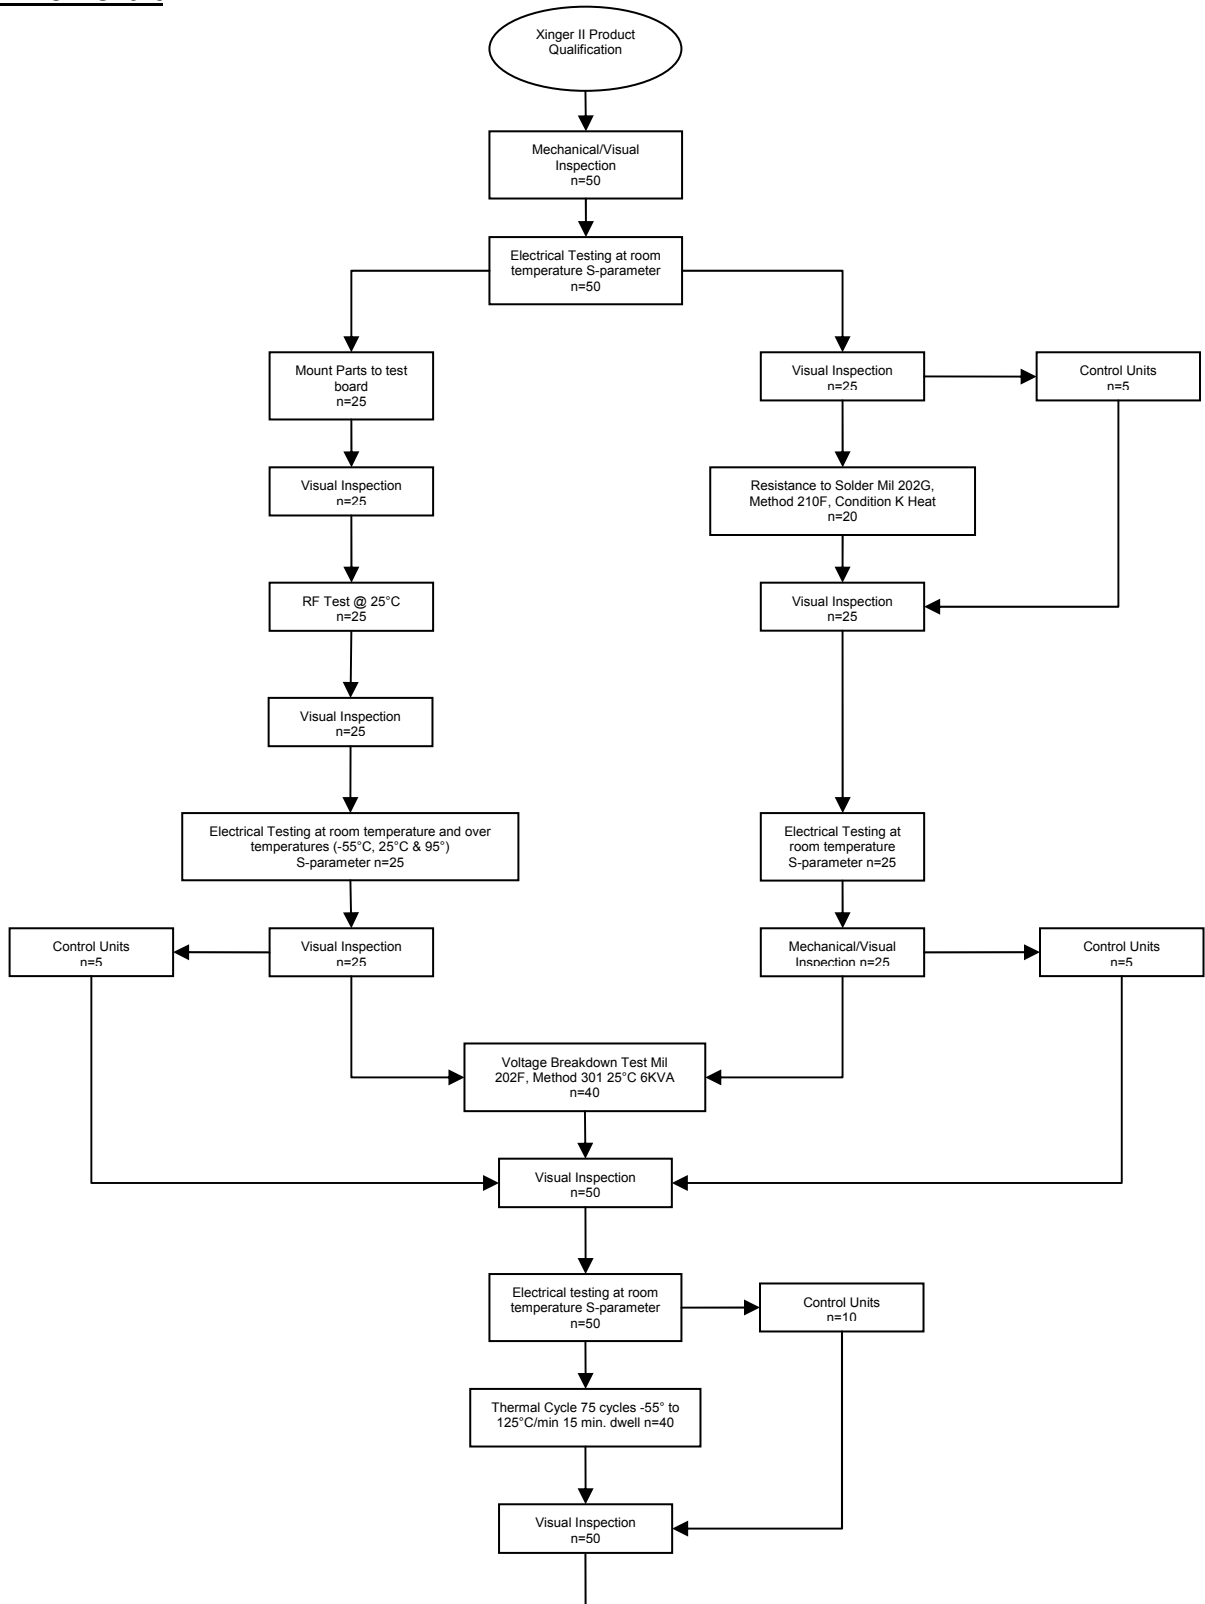 Xinger II Product
Qualification
Mechanical/Visual
Inspection
n=50
Electrical Testing at room
temperature S-parameter
n=50
Mount Parts to test
board
n=25
Visual Inspection
n=25
Control Units
n=5
Visual Inspection
n=25
Resistance to Solder Mil 202G,
Method 210F, Condition K Heat
n=20
RF Test @ 25°C
n=25
Visual Inspection
n=25
Visual Inspection
n=25
Electrical Testing at room temperature and over
temperatures (-55°C, 25°C & 95°)
S-parameter n=25
Electrical Testing at
room temperature
S-parameter n=25
Control Units
n=5
Visual Inspection
n=25
Mechanical/Visual
Inspection n=25
Control Units
n=5
Voltage Breakdown Test Mil
202F, Method 301 25°C 6KVA
n=40
Visual Inspection
n=50
Electrical testing at room
temperature S-parameter
n=50
Control Units
n=10
Thermal Cycle 75 cycles -55° to
125°C/min 15 min. dwell n=40
Visual Inspection
n=50